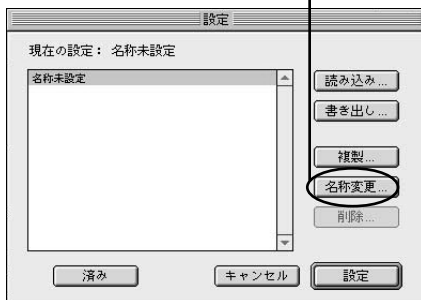 設定
現在の設定： 名称未設定
名称未設定
読み込み...
書き出し...
複製...
名称変更...
削除...
済み
キャンセル
設定